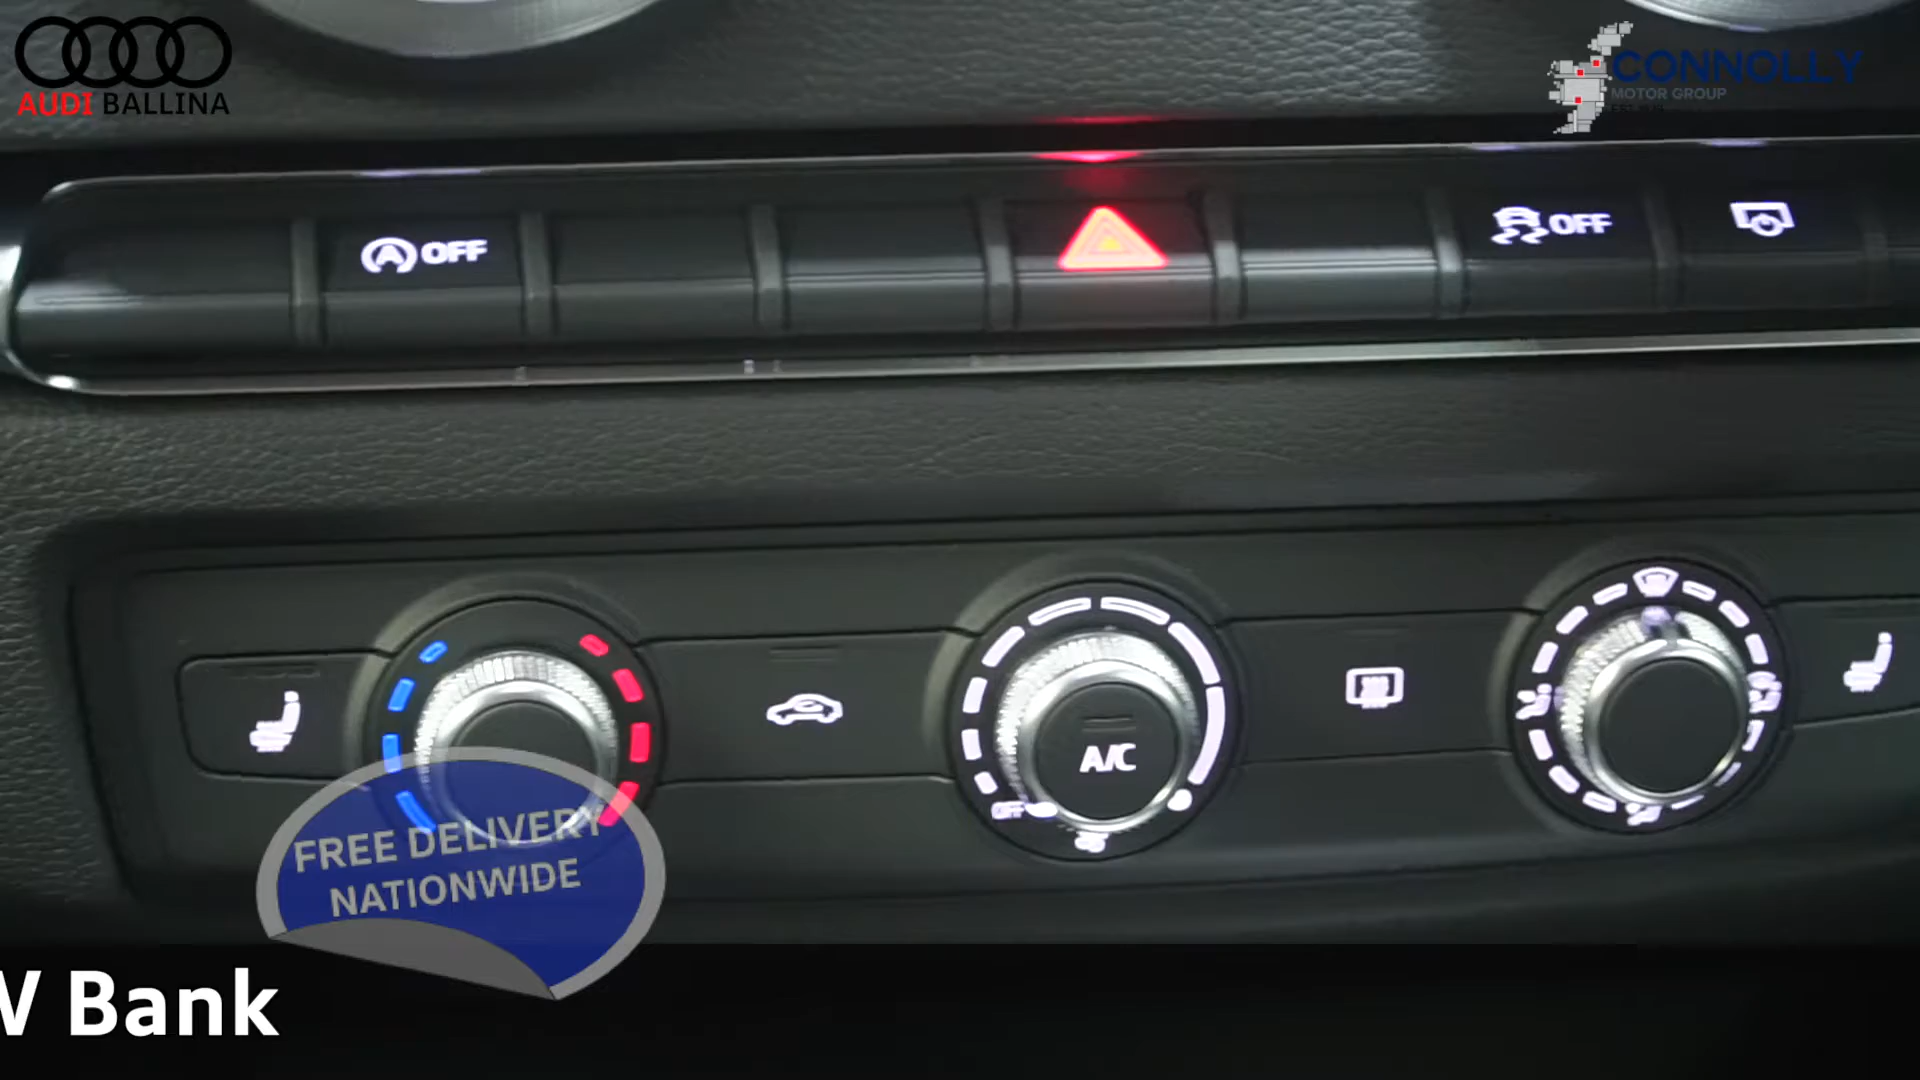 AUDI BALLINA
CONNOLLY
MOTOR GROUP
OFF
OFF
A/C
OFF
FREE DELIVERY
NATIONWIDE
Bank